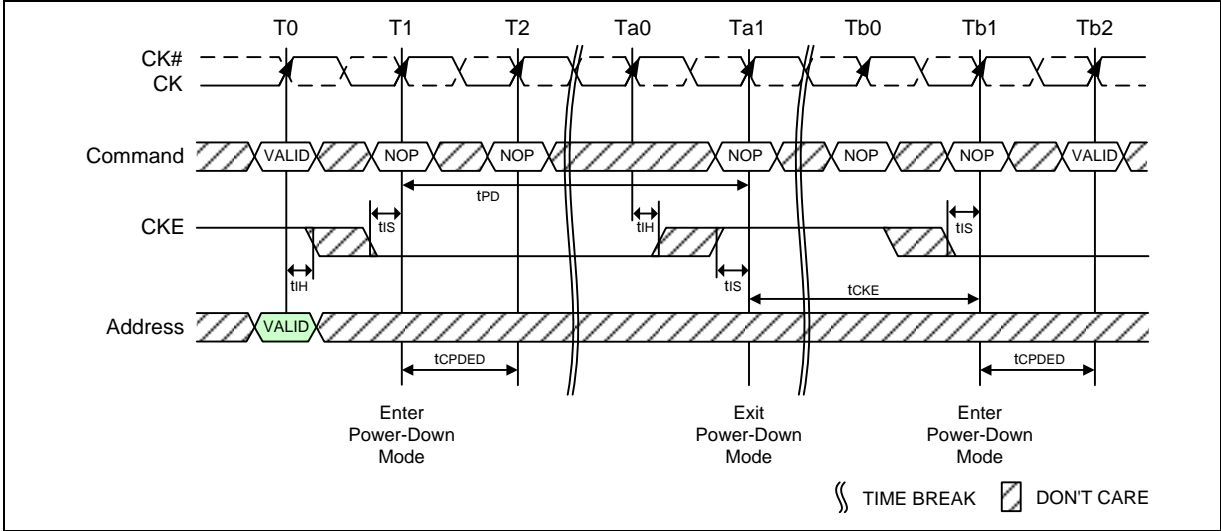 T0 T1 T2 Ta0 Ta1 Tb0 Tb1 Tb2
CK#
CK
Command VALID NOP NOP NOP NOP NOP VALID
tPD
CKE tIS tIH tIS
tIH tIS tCKE
Address VALID
tCPDED tCPDED
Enter Power-Down Mode
Exit Power-Down Mode
Enter Power-Down Mode
TIME BREAK DON'T CARE